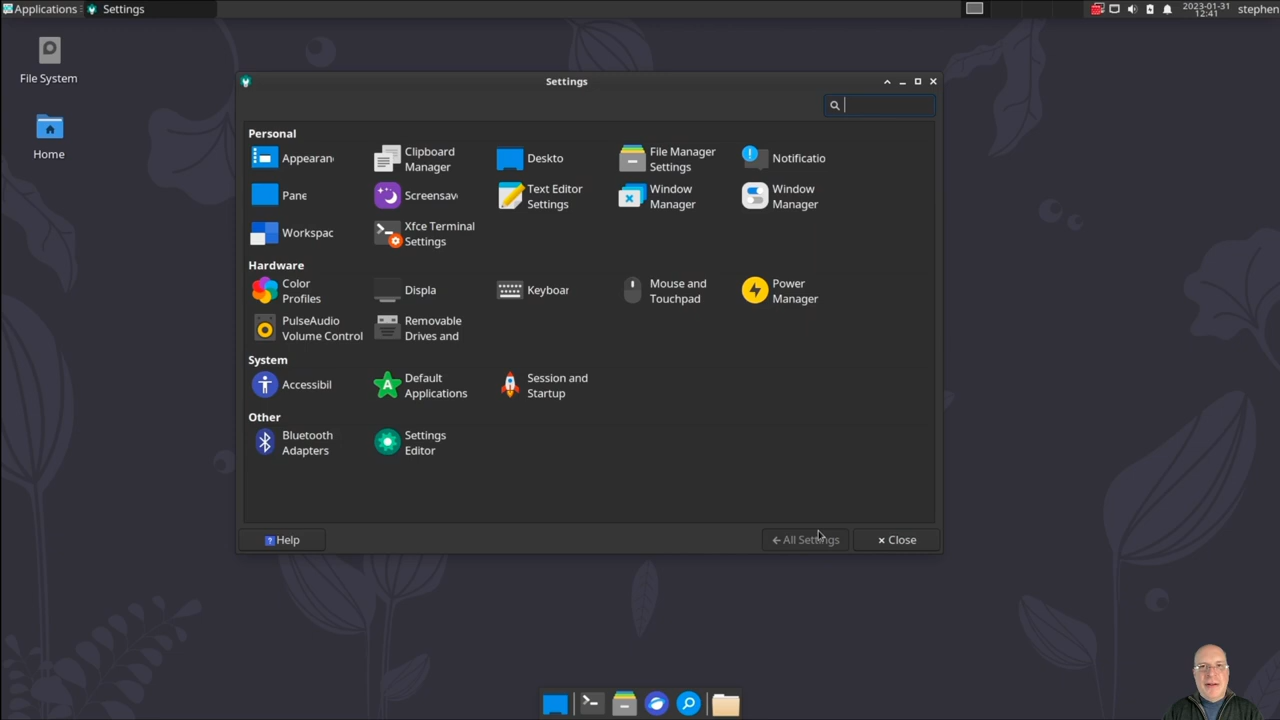 Applications
Settings
2023-01-31
12:41
stephen
File System
Home
Settings
Personal
Appearan
Clipboard
Manager
Deskto
File Manager
Settings
Notificatio
Pane
Screensav
Text Editor
Settings
Window
Manager
Window
Manager
Workspac
Xfce Terminal
Settings
Hardware
Color
Profiles
Displa
Keyboar
Mouse and
Touchpad
Power
Manager
PulseAudio
Volume Control
Removable
Drives and
System
Accessibil
Default
Applications
Session and
Startup
Other
Bluetooth
Adapters
Settings
Editor
Help
All Settings
Close